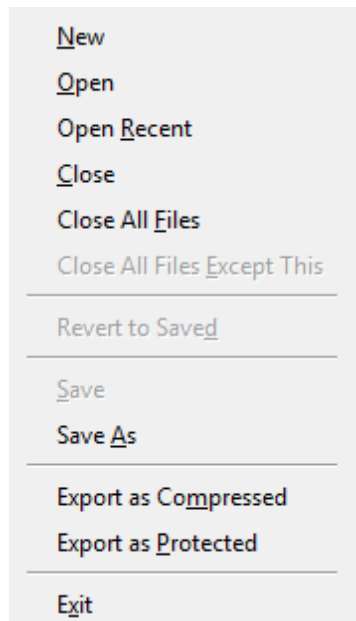 New
Open
Open Recent
Close
Close All Files
Close All Files Except This
Revert to Saved
Save
Save As
Export as Compressed
Export as Protected
Exit